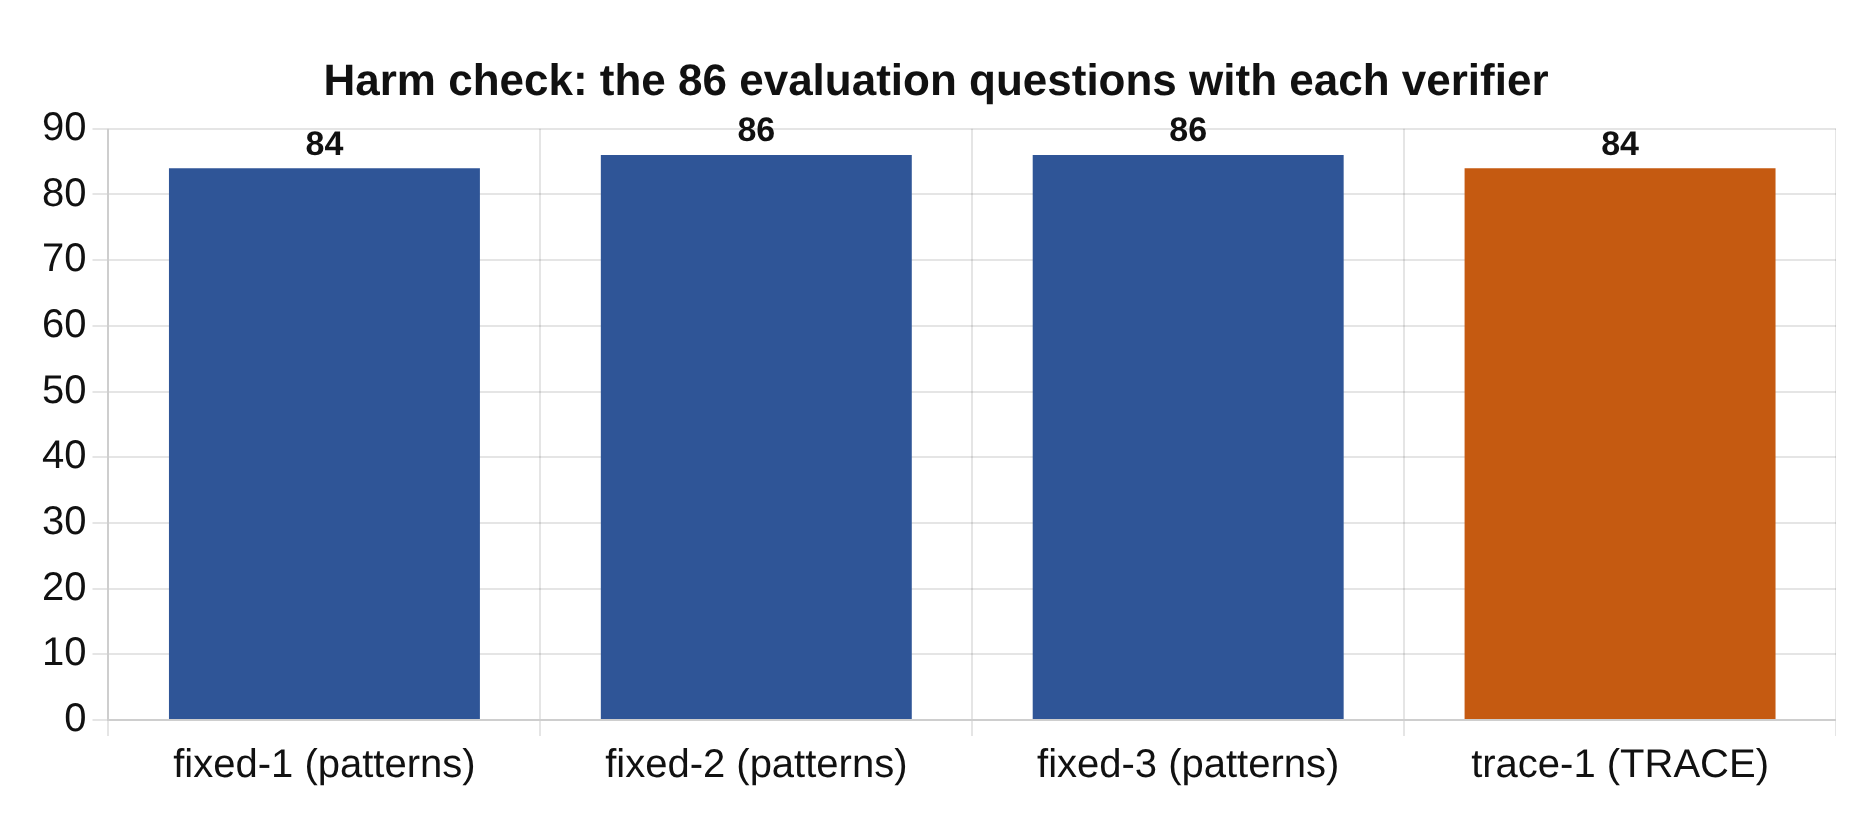 Harm check: the 86 evaluation questions with each verifier
90
80
70
60
50
40
30
20
10
0
84
86
86
84
fixed-1 (patterns)
fixed-2 (patterns)
fixed-3 (patterns)
trace-1 (TRACE)